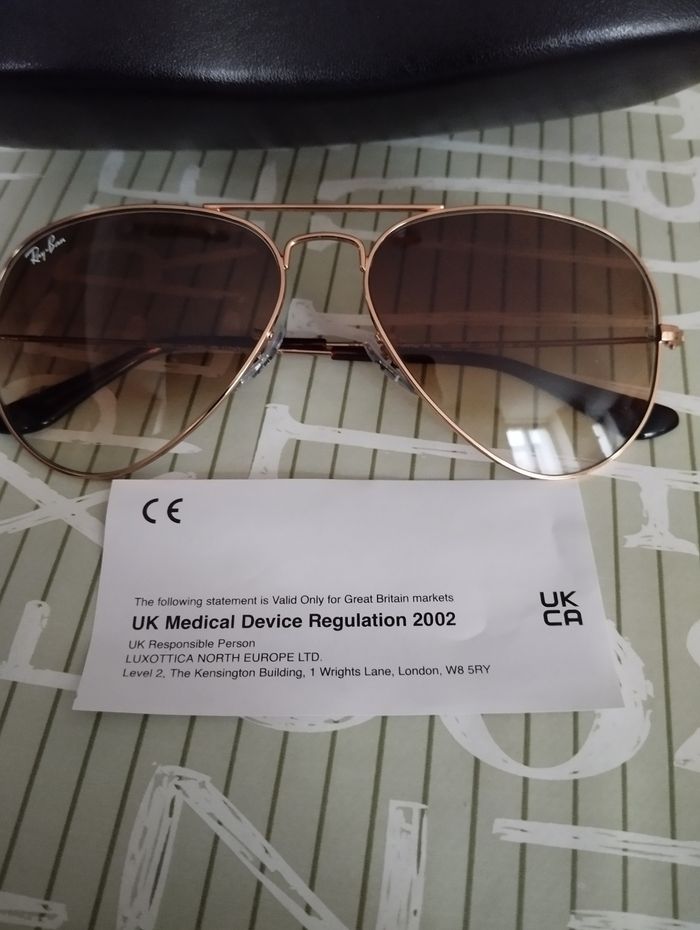 Ray-Ban
CE
The following statement is Valid Only for Great Britain markets
UK Medical Device Regulation 2002
UK
CA
UK Responsible Person
LUXOTTICA NORTH EUROPE LTD.
Level 2, The Kensington Building, 1 Wrights Lane, London, W8 5RY